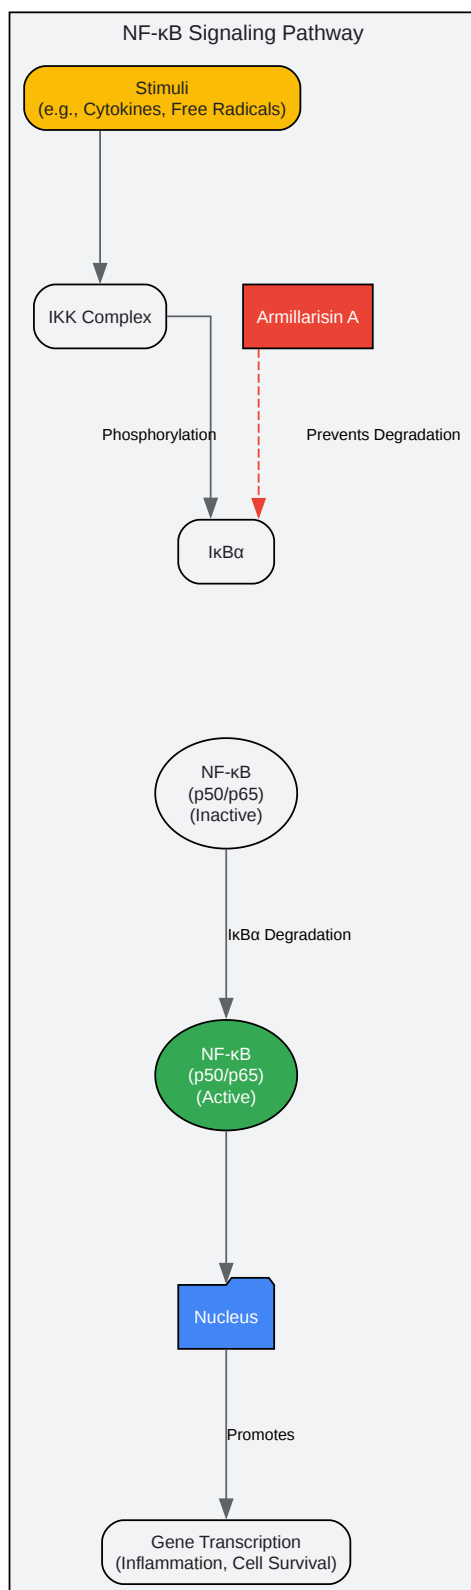 NF-κB Signaling Pathway
Stimuli
(e.g., Cytokines, Free Radicals)
IKK Complex
Armillarisin A
Phosphorylation
Prevents Degradation
IκBα
NF-κB
(p50/p65)
(Inactive)
IκBα Degradation
NF-κB
(p50/p65)
(Active)
Nucleus
Promotes
Gene Transcription
(Inflammation, Cell Survival)